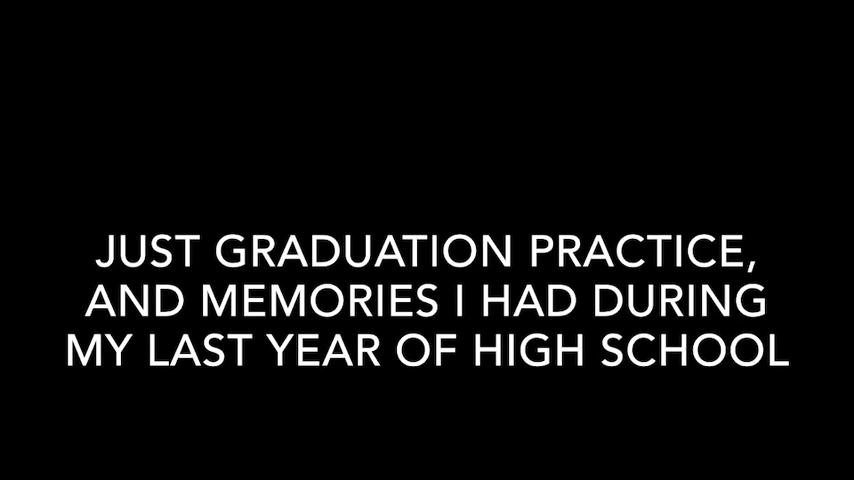 JUST GRADUATION PRACTICE,
AND MEMORIES I HAD DURING
MY LAST YEAR OF HIGH SCHOOL